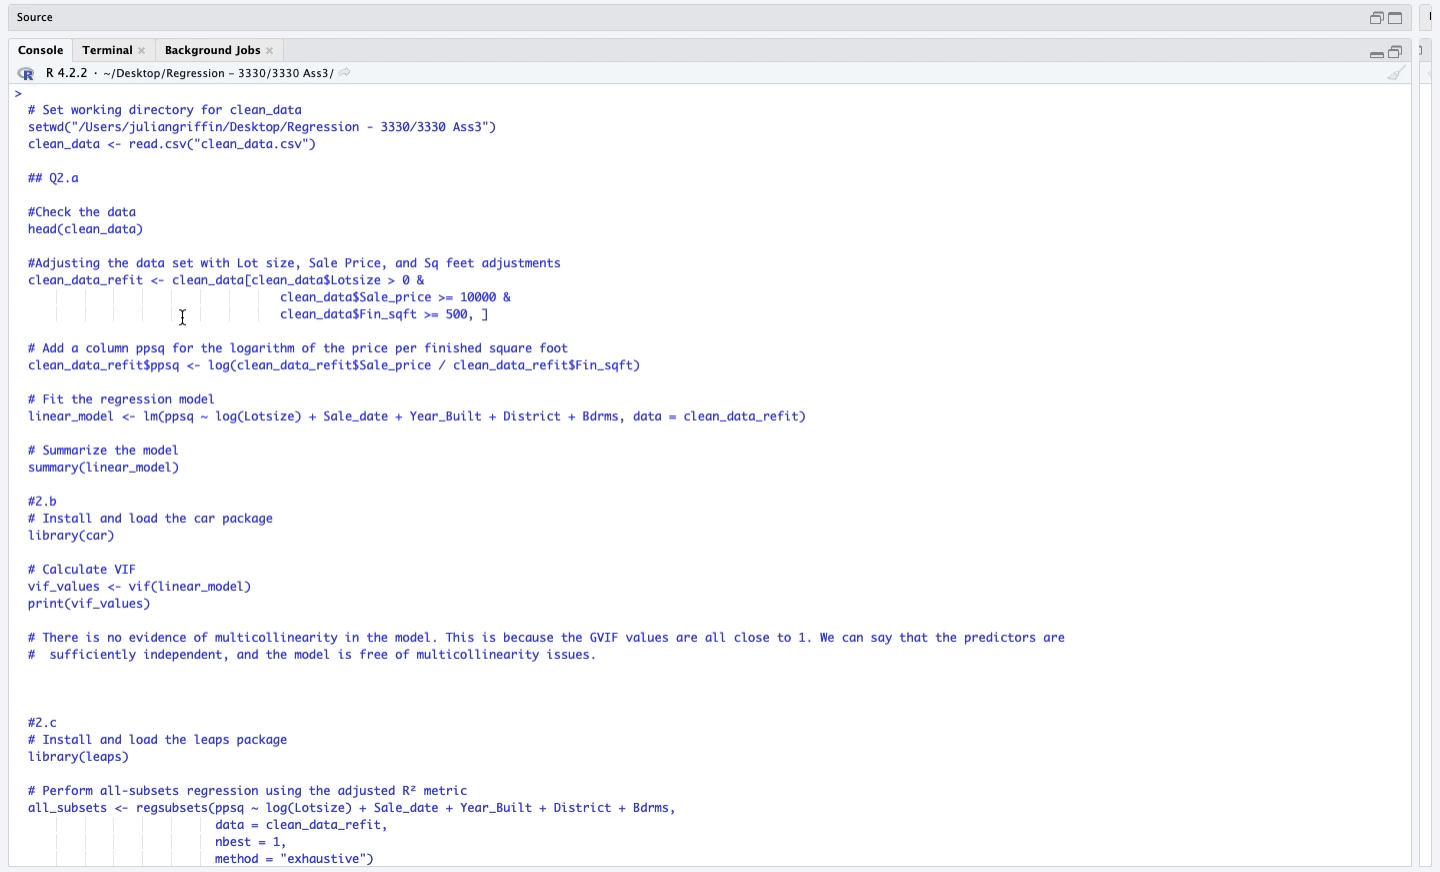 Source
Console Terminal × Background Jobs ×
R R 4.2.2 · ~/Desktop/Regression - 3330/3330 Ass3/
>
# Set working directory for clean_data
setwd("/Users/juliangriffin/Desktop/Regression - 3330/3330 Ass3")
clean_data <- read.csv("clean_data.csv")
## Q2.a
#Check the data
head(clean_data)
#Adjusting the data set with Lot size, Sale Price, and Sq feet adjustments
clean_data_refit <- clean_data[clean_data$Lotsize > 0 &
clean_data$Sale_price >= 10000 &
clean_data$Fin_sqft >= 500, ]
# Add a column ppsq for the logarithm of the price per finished square foot
clean_data_refit$ppsq <- log(clean_data_refit$Sale_price / clean_data_refit$Fin_sqft)
# Fit the regression model
linear_model <- lm(ppsq ~ log(Lotsize) + Sale_date + Year_Built + District + Bdrms, data = clean_data_refit)
# Summarize the model
summary(linear_model)
#2.b
# Install and load the car package
library(car)
# Calculate VIF
vif_values <- vif(linear_model)
print(vif_values)
# There is no evidence of multicollinearity in the model. This is because the GVIF values are all close to 1. We can say that the predictors are
#  sufficiently independent, and the model is free of multicollinearity issues.
#2.c
# Install and load the leaps package
library(leaps)
# Perform all-subsets regression using the adjusted R² metric
all_subsets <- regsubsets(ppsq ~ log(Lotsize) + Sale_date + Year_Built + District + Bdrms,
data = clean_data_refit,
nbest = 1,
method = "exhaustive")